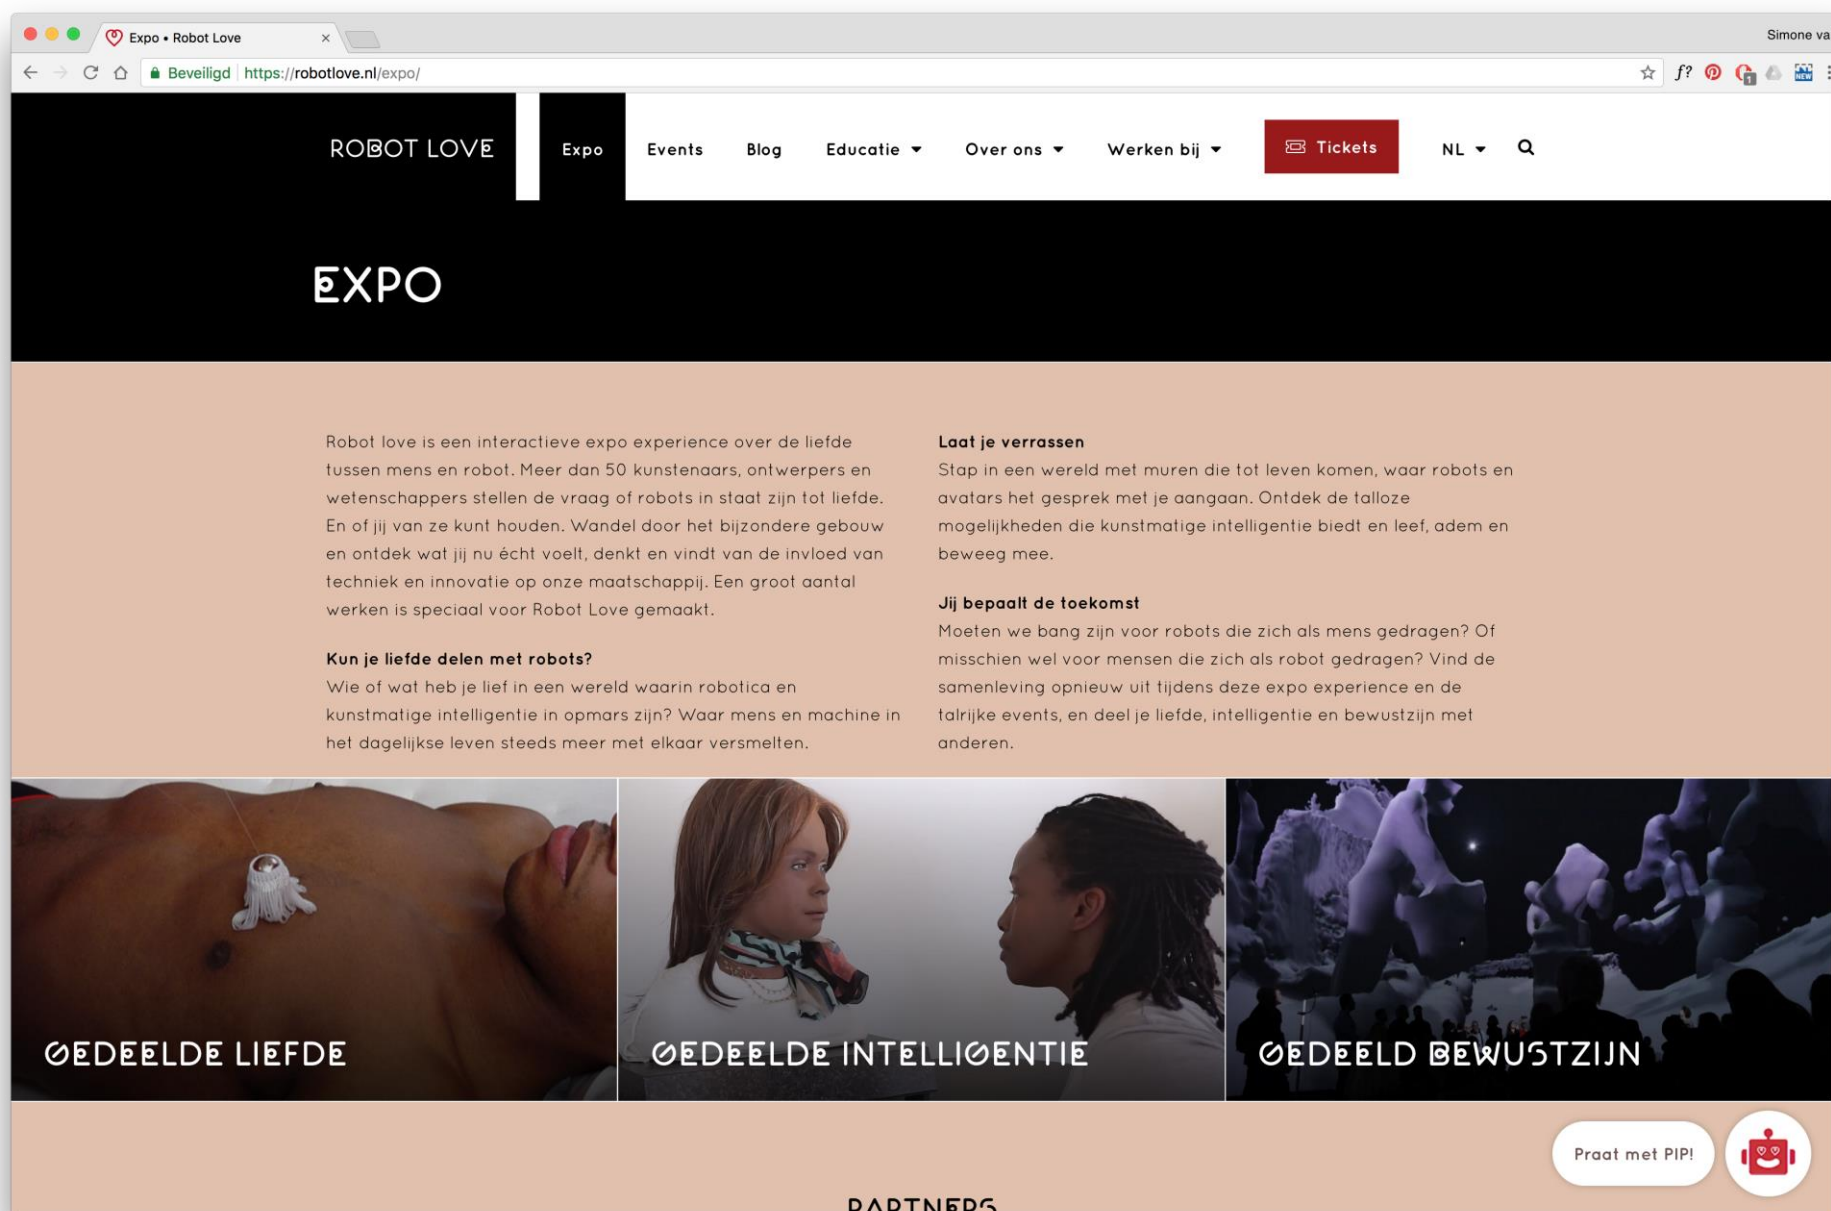 Expo • Robot Love
Simone va
Beveiligd https://robotlove.nl/expo/
f?
1
NEW
ROBOT LOVE
Expo
Events
Blog
Educatie
Over ons
Werken bij
Tickets
NL
EXPO
Robot love is een interactieve expo experience over de liefde
tussen mens en robot. Meer dan 50 kunstenaars, ontwerpers en
wetenschappers stellen de vraag of robots in staat zijn tot liefde.
En of jij van ze kunt houden. Wandel door het bijzondere gebouw
en ontdek wat jij nu écht voelt, denkt en vindt van de invloed van
techniek en innovatie op onze maatschappij. Een groot aantal
werken is speciaal voor Robot Love gemaakt.
Kun je liefde delen met robots?
Wie of wat heb je lief in een wereld waarin robotica en
kunstmatige intelligentie in opmars zijn? Waar mens en machine in
het dagelijkse leven steeds meer met elkaar versmelten.
Laat je verrassen
Stap in een wereld met muren die tot leven komen, waar robots en
avatars het gesprek met je aangaan. Ontdek de talloze
mogelijkheden die kunstmatige intelligentie biedt en leef, adem en
beweeg mee.
Jij bepaalt de toekomst
Moeten we bang zijn voor robots die zich als mens gedragen? Of
misschien wel voor mensen die zich als robot gedragen? Vind de
samenleving opnieuw uit tijdens deze expo experience en de
talrijke events, en deel je liefde, intelligentie en bewustzijn met
anderen.
GEDEELDE LIEFDE
GEDEELDE INTELLIGENTIE
GEDEELD BEWUSTZIJN
Praat met PIP!
PARTNERS